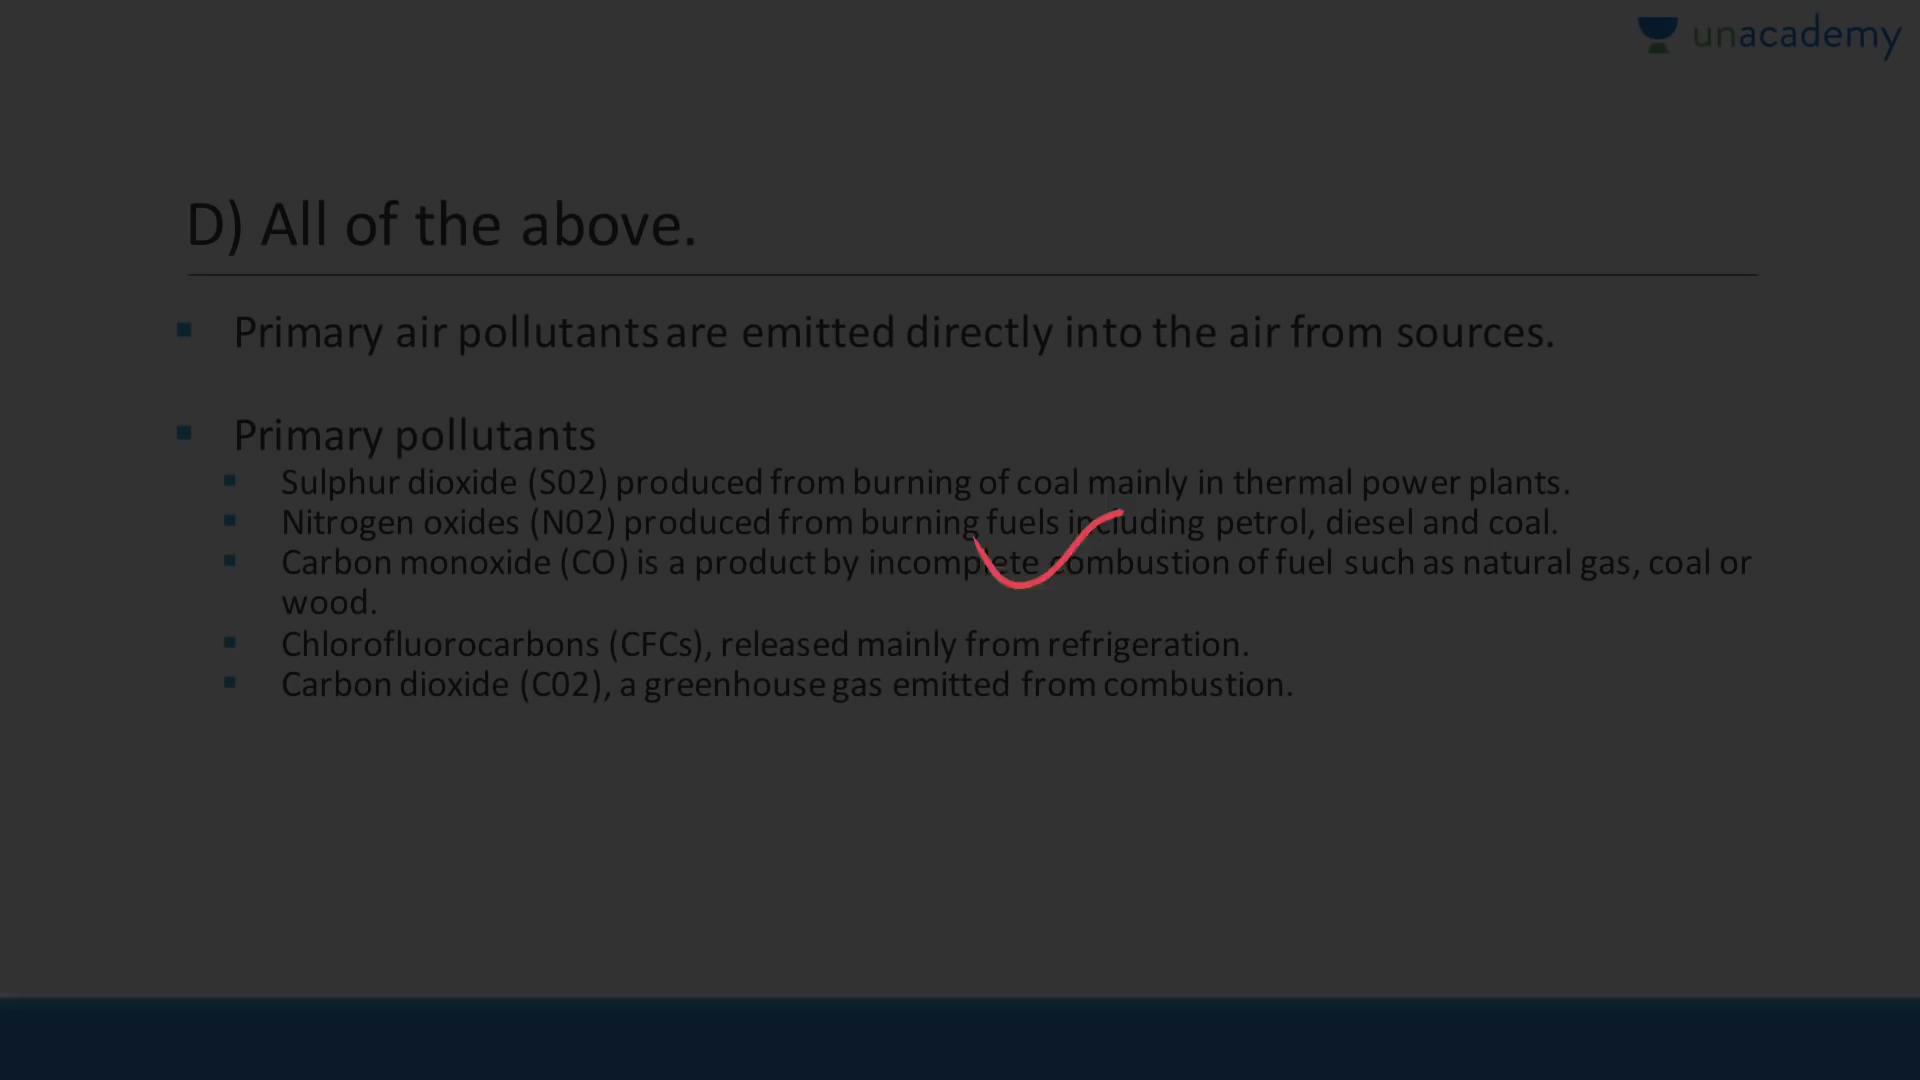 unacademy
D) All of the above.
Primary air pollutants are emitted directly into the air from sources.
Primary pollutants
Sulphur dioxide (S02) produced from burning of coal mainly in thermal power plants.
Nitrogen oxides (N02) produced from burning fuels including petrol, diesel and coal.
Carbon monoxide (CO) is a product by incomplete combustion of fuel such as natural gas, coal or
wood.
Chlorofluorocarbons (CFCs), released mainly from refrigeration.
Carbon dioxide (C02), a greenhouse gas emitted from combustion.